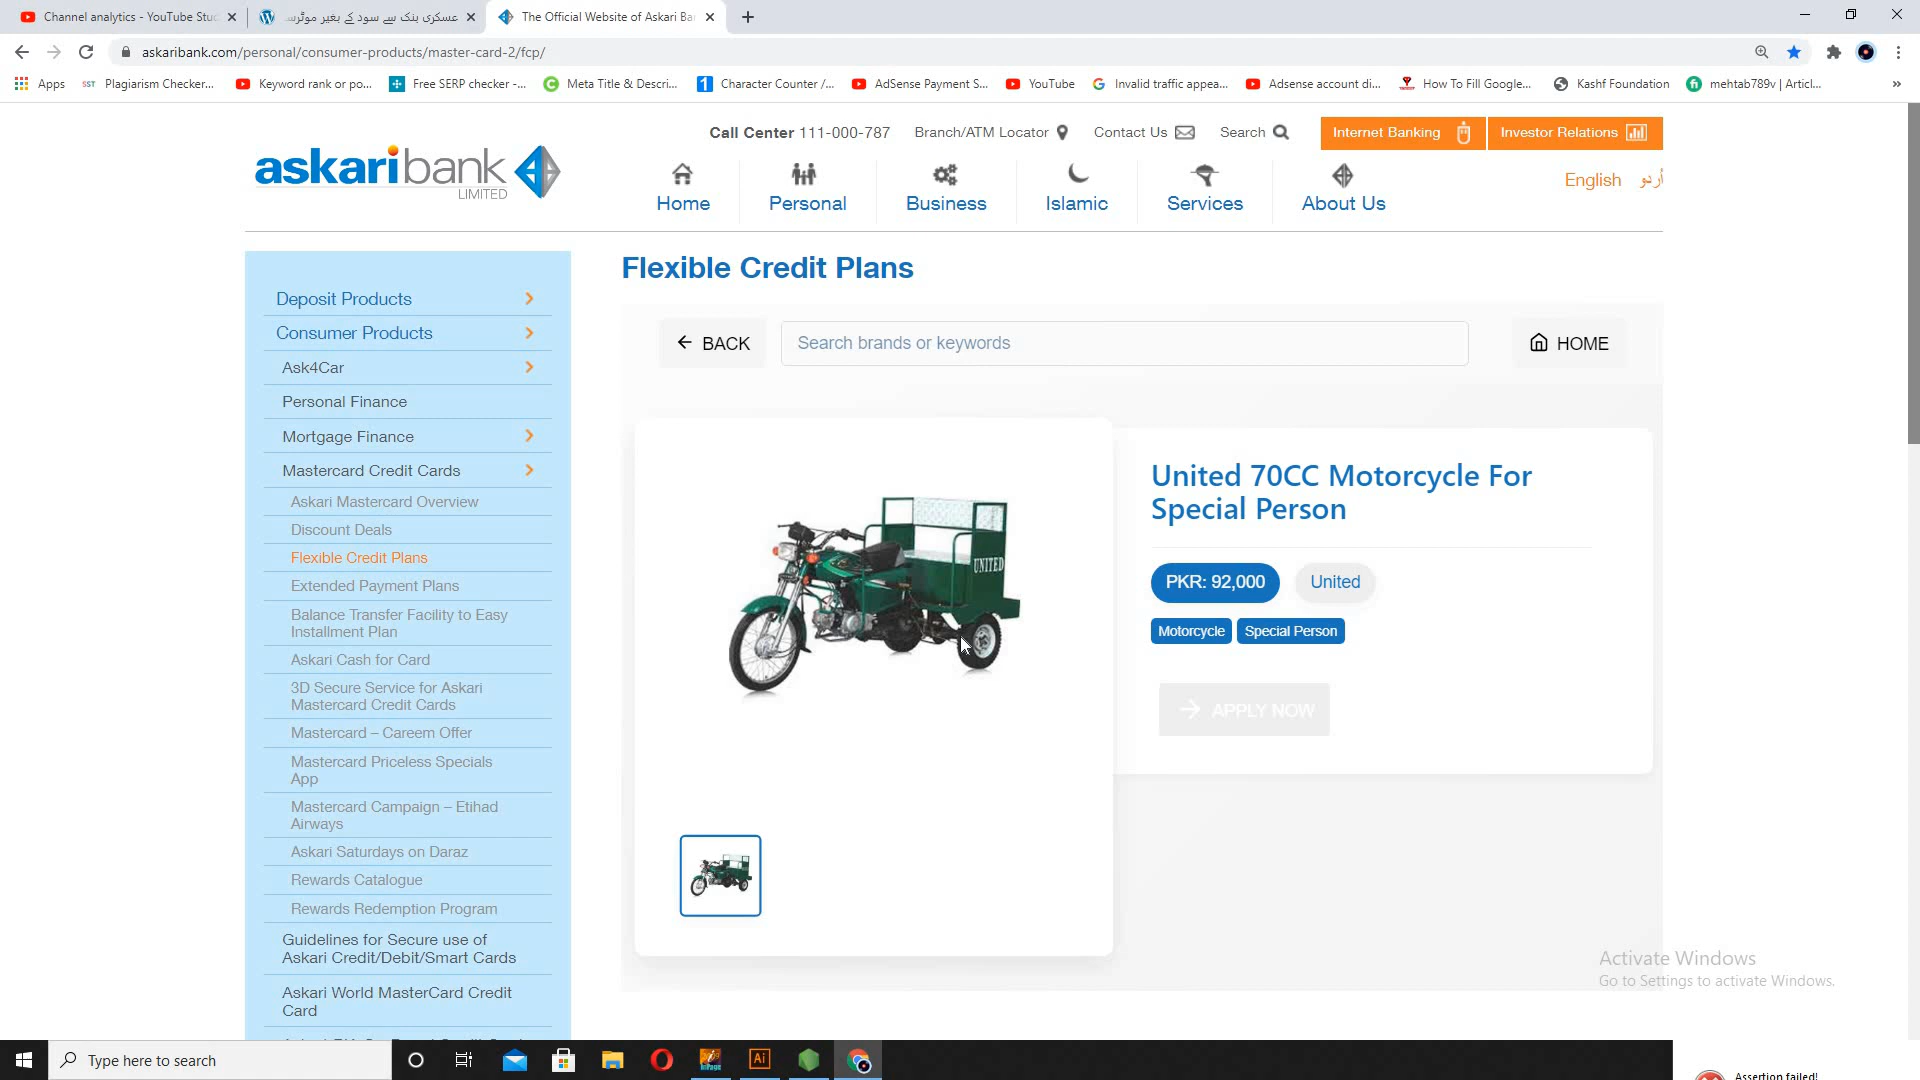 Channel analytics - YouTube Stu
عسکری بنک سے سود کے بغیر موٹرسا
The Official Website of Askari Ba
askaribank.com/personal/consumer-products/master-card-2/fcp/
Apps
SST Plagiarism Checker...
Keyword rank or po...
Free SERP checker -...
Meta Title & Descri...
1 Character Counter /...
AdSense Payment S...
YouTube
Invalid traffic appea...
Adsense account di...
How To Fill Google...
Kashf Foundation
mehtab789v | Articl...
»
Call Center 111-000-787
Branch/ATM Locator
Contact Us
Search
Internet Banking
Investor Relations
askaribank
LIMITED
Home
Personal
Business
Islamic
Services
About Us
English
اُردو
Deposit Products
Consumer Products
Ask4Car
Personal Finance
Mortgage Finance
Mastercard Credit Cards
Askari Mastercard Overview
Discount Deals
Flexible Credit Plans
Extended Payment Plans
Balance Transfer Facility to Easy
Installment Plan
Askari Cash for Card
3D Secure Service for Askari
Mastercard Credit Cards
Mastercard – Careem Offer
Mastercard Priceless Specials
App
Mastercard Campaign – Etihad
Airways
Askari Saturdays on Daraz
Rewards Catalogue
Rewards Redemption Program
Guidelines for Secure use of
Askari Credit/Debit/Smart Cards
Askari World MasterCard Credit
Card
Flexible Credit Plans
BACK
Search brands or keywords
HOME
UNITED
United 70CC Motorcycle For
Special Person
PKR: 92,000
United
Motorcycle
Special Person
APPLY NOW
Activate Windows
Go to Settings to activate Windows.
Type here to search
Ai
Assertion failed!